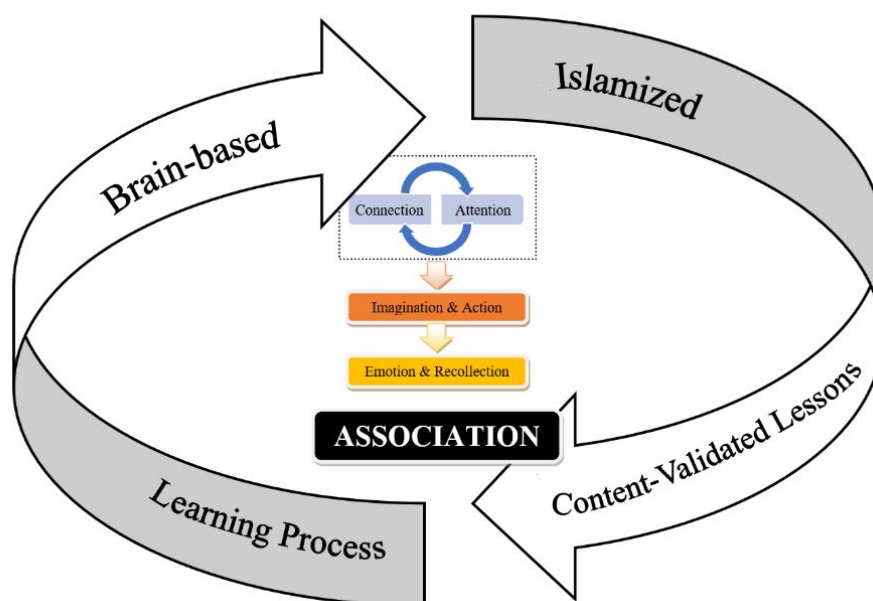 Brain-based
Islamized
Connection
Attention
Imagination & Action
Emotion & Recollection
ASSOCIATION
Content-Validated Lessons
Learning Process